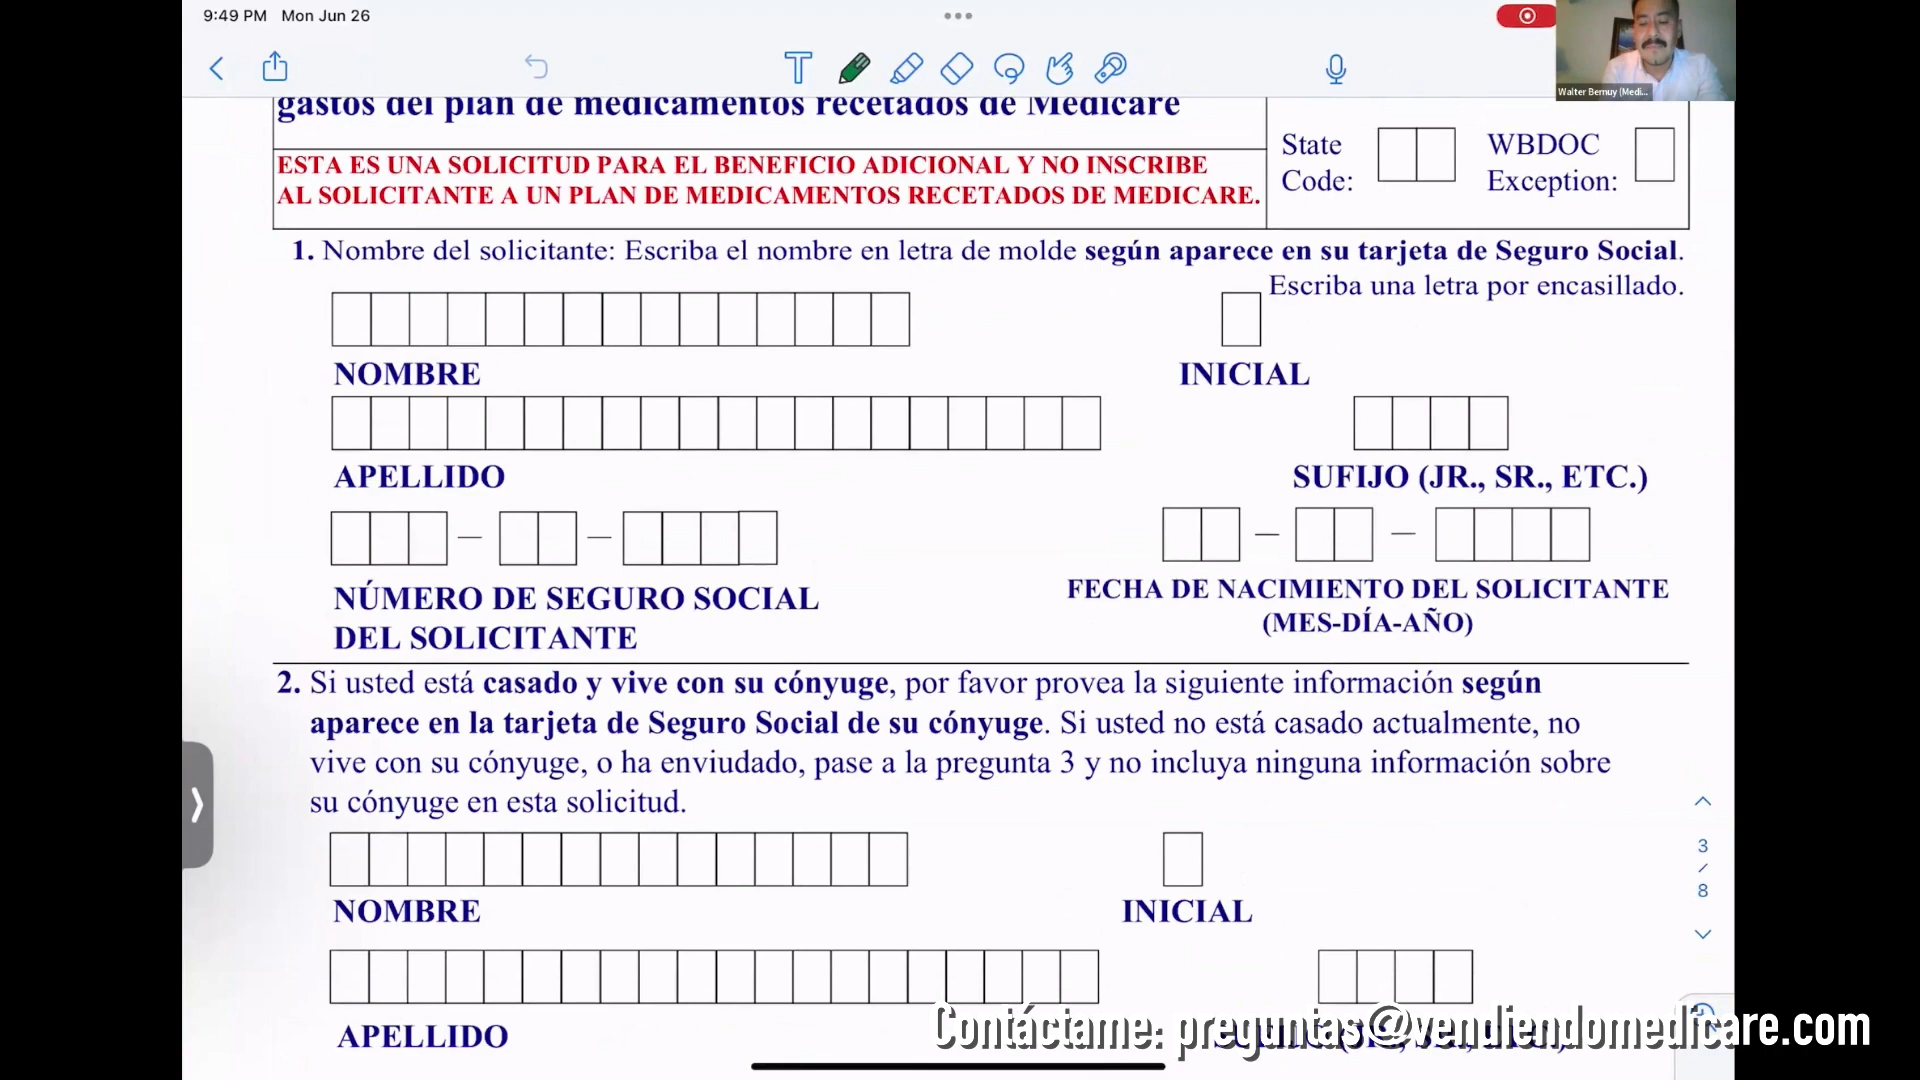 9:49 PM Mon Jun 26
Walter Bernuy (Medi...
gastos del plan de medicamentos recetados de Medicare
ESTA ES UNA SOLICITUD PARA EL BENEFICIO ADICIONAL Y NO INSCRIBE
AL SOLICITANTE A UN PLAN DE MEDICAMENTOS RECETADOS DE MEDICARE.
State
Code:
WBDOC
Exception:
1. Nombre del solicitante: Escriba el nombre en letra de molde según aparece en su tarjeta de Seguro Social.
Escriba una letra por encasillado.
NOMBRE
INICIAL
APELLIDO
SUFIJO (JR., SR., ETC.)
NÚMERO DE SEGURO SOCIAL
DEL SOLICITANTE
FECHA DE NACIMIENTO DEL SOLICITANTE
(MES-DÍA-AÑO)
2. Si usted está casado y vive con su cónyuge, por favor provea la siguiente información según
aparece en la tarjeta de Seguro Social de su cónyuge. Si usted no está casado actualmente, no
vive con su cónyuge, o ha enviudado, pase a la pregunta 3 y no incluya ninguna información sobre
su cónyuge en esta solicitud.
3
/
8
NOMBRE
INICIAL
APELLIDO
Contáctame: preguntas@vendiendomedicare.com